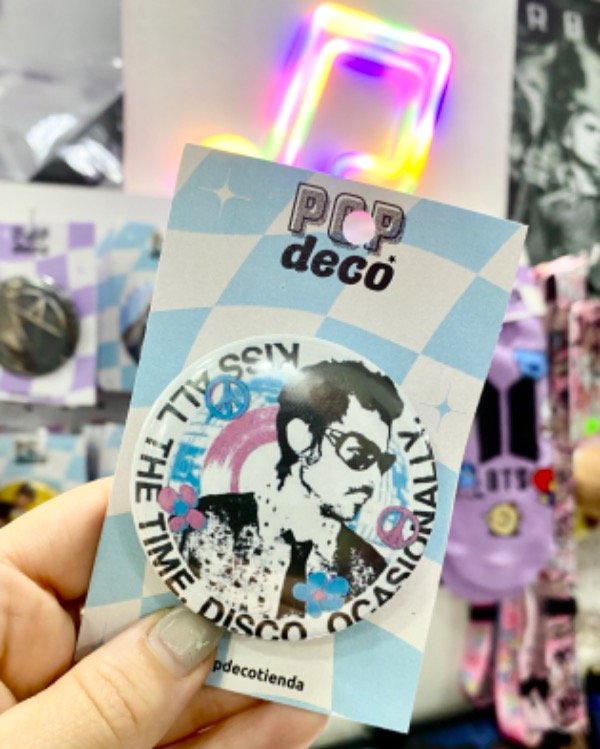 POP
deco
KISS ALL THE TIME. DISCO, OCASIONALLY.
pdecotienda
BTS